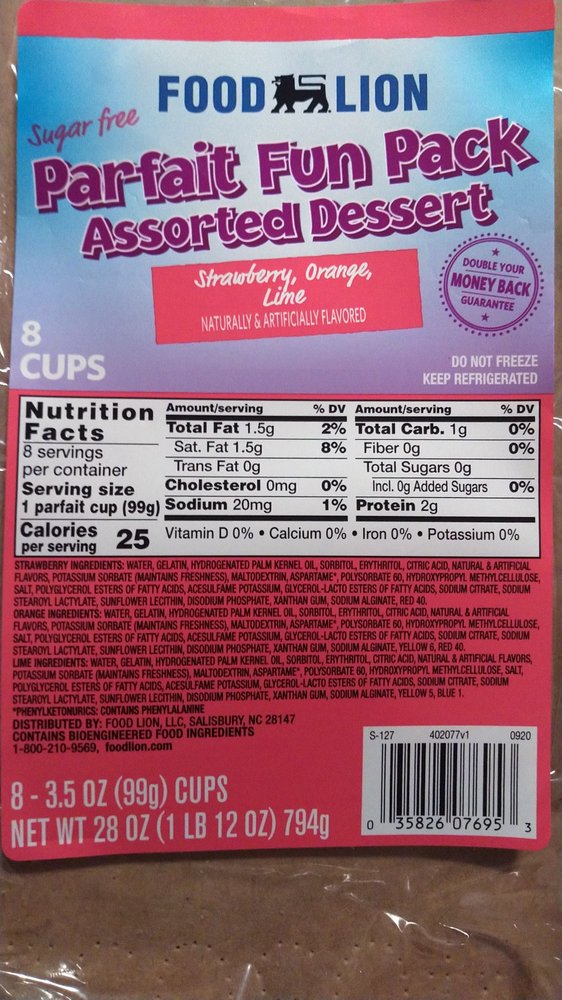 FOOD LION
Sugar free
Parfait Fun Pack
Assorted Dessert
Strawberry, Orange,
Lime
NATURALLY & ARTIFICIALLY FLAVORED
DOUBLE YOUR
MONEY BACK
GUARANTEE
8
CUPS
DO NOT FREEZE
KEEP REFRIGERATED
Nutrition
Facts
8 servings
per container
Serving size
1 parfait cup (99g)
Calories
per serving 25
Amount/serving % DV
Total Fat 1.5g 2%
Sat. Fat 1.5g 8%
Trans Fat 0g
Cholesterol 0mg 0%
Sodium 20mg 1%
Amount/serving % DV
Total Carb. 1g 0%
Fiber 0g 0%
Total Sugars 0g
Incl. 0g Added Sugars 0%
Protein 2g
Vitamin D 0% • Calcium 0% • Iron 0% • Potassium 0%
STRAWBERRY INGREDIENTS: WATER, GELATIN, HYDROGENATED PALM KERNEL OIL, SORBITOL, ERYTHRITOL, CITRIC ACID, NATURAL & ARTIFICIAL
FLAVORS, POTASSIUM SORBATE (MAINTAINS FRESHNESS), MALTODEXTRIN, ASPARTAME*, POLYSORBATE 60, HYDROXYPROPYL METHYLCELLULOSE,
SALT, POLYGLYCEROL ESTERS OF FATTY ACIDS, ACESULFAME POTASSIUM, GLYCEROL-LACTO ESTERS OF FATTY ACIDS, SODIUM CITRATE, SODIUM
STEAROYL LACTYLATE, SUNFLOWER LECITHIN, DISODIUM PHOSPHATE, XANTHAN GUM, SODIUM ALGINATE, RED 40.
ORANGE INGREDIENTS: WATER, GELATIN, HYDROGENATED PALM KERNEL OIL, SORBITOL, ERYTHRITOL, CITRIC ACID, NATURAL & ARTIFICIAL
FLAVORS, POTASSIUM SORBATE (MAINTAINS FRESHNESS), MALTODEXTRIN, ASPARTAME*, POLYSORBATE 60, HYDROXYPROPYL METHYLCELLULOSE,
SALT, POLYGLYCEROL ESTERS OF FATTY ACIDS, ACESULFAME POTASSIUM, GLYCEROL-LACTO ESTERS OF FATTY ACIDS, SODIUM CITRATE, SODIUM
STEAROYL LACTYLATE, SUNFLOWER LECITHIN, DISODIUM PHOSPHATE, XANTHAN GUM, SODIUM ALGINATE, YELLOW 6, RED 40.
LIME INGREDIENTS: WATER, GELATIN, HYDROGENATED PALM KERNEL OIL, SORBITOL, ERYTHRITOL, CITRIC ACID, NATURAL & ARTIFICIAL FLAVORS,
POTASSIUM SORBATE (MAINTAINS FRESHNESS), MALTODEXTRIN, ASPARTAME*, POLYSORBATE 60, HYDROXYPROPYL METHYLCELLULOSE, SALT,
POLYGLYCEROL ESTERS OF FATTY ACIDS, ACESULFAME POTASSIUM, GLYCEROL-LACTO ESTERS OF FATTY ACIDS, SODIUM CITRATE, SODIUM
STEAROYL LACTYLATE, SUNFLOWER LECITHIN, DISODIUM PHOSPHATE, XANTHAN GUM, SODIUM ALGINATE, YELLOW 5, BLUE 1.
*PHENYLKETONURICS: CONTAINS PHENYLALANINE
DISTRIBUTED BY: FOOD LION, LLC, SALISBURY, NC 28147
CONTAINS BIOENGINEERED FOOD INGREDIENTS
1-800-210-9569, foodlion.com
S-127 402077v1 0920
0 35826 07695 3
8 - 3.5 OZ (99g) CUPS
NET WT 28 OZ (1 LB 12 OZ) 794g